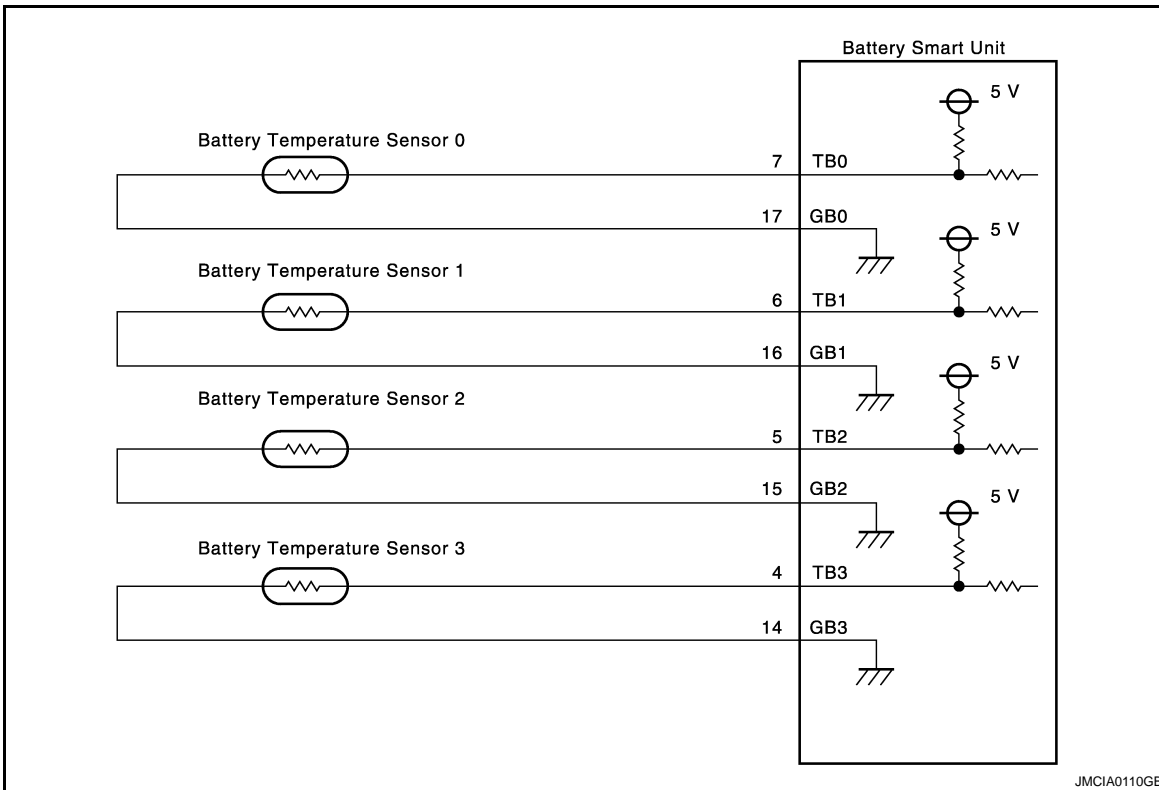 Battery Smart Unit
5 V
Battery Temperature Sensor 0
7 TB0
17 GB0
5 V
Battery Temperature Sensor 1
6 TB1
16 GB1
5 V
Battery Temperature Sensor 2
5 TB2
15 GB2
5 V
Battery Temperature Sensor 3
4 TB3
14 GB3